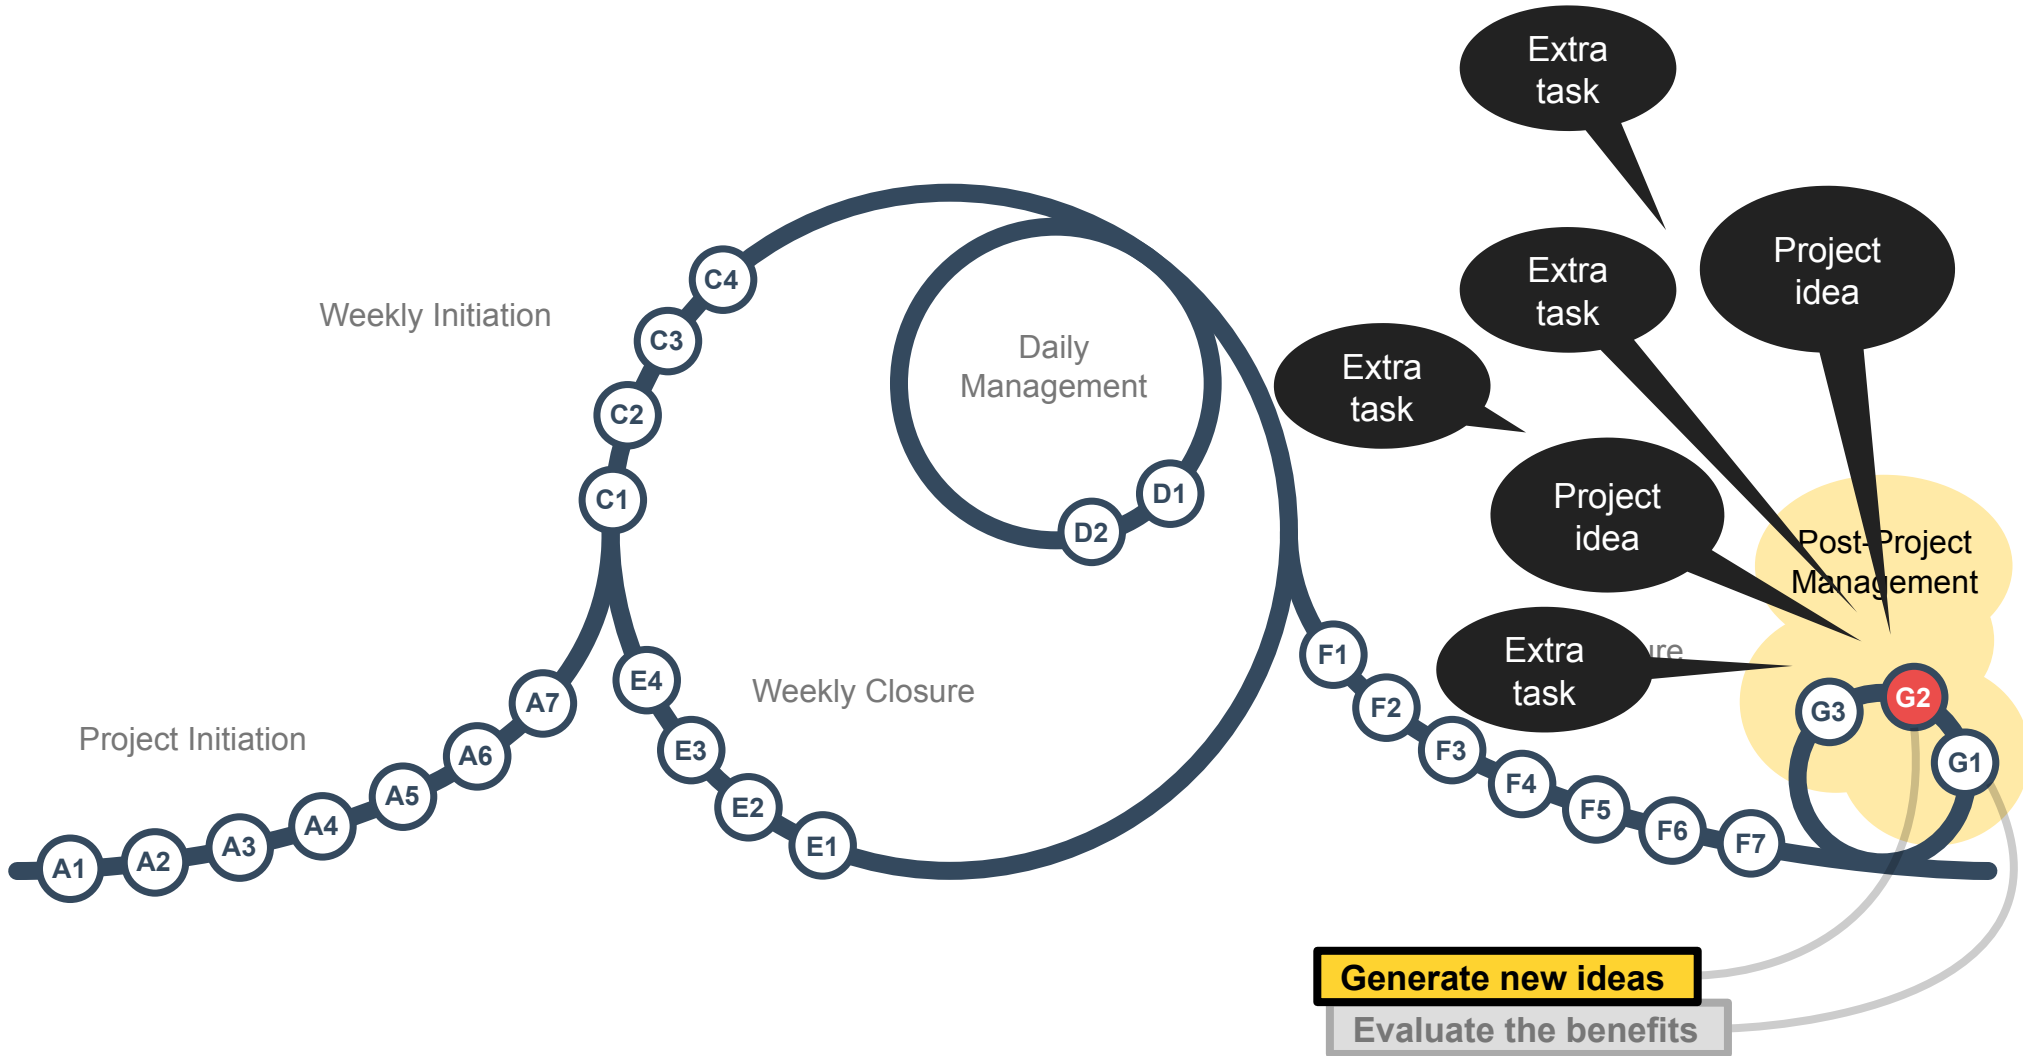 Extra
task
Project
idea
Extra
task
Extra
task
Weekly Initiation
Daily
Management
Project
idea
Post-Project
Management
Extra
task
Weekly Closure
Project Initiation
C4
C3
C2
C1
D1
D2
A1
A2
A3
A4
A5
A6
A7
E4
E3
E2
E1
F1
F2
F3
F4
F5
F6
F7
G3
G2
G1
Generate new ideas
Evaluate the benefits